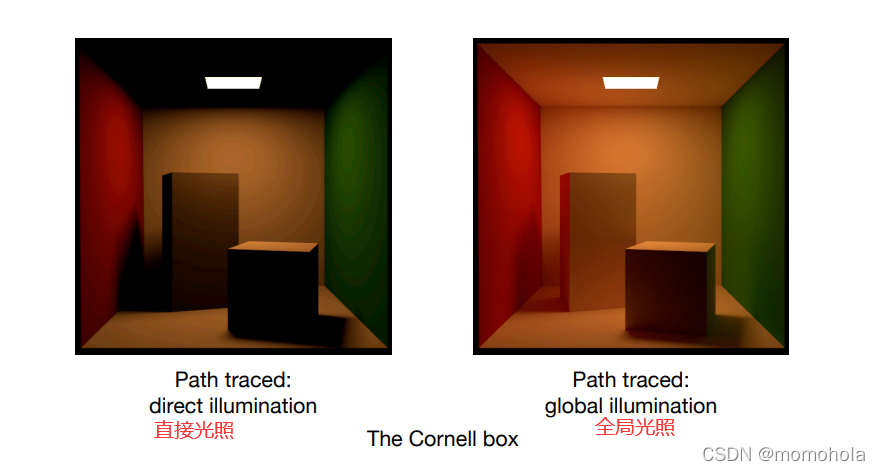 Path traced:
direct illumination
直接光照
Path traced:
global illumination
全局光照
The Cornell box
CSDN @momohola